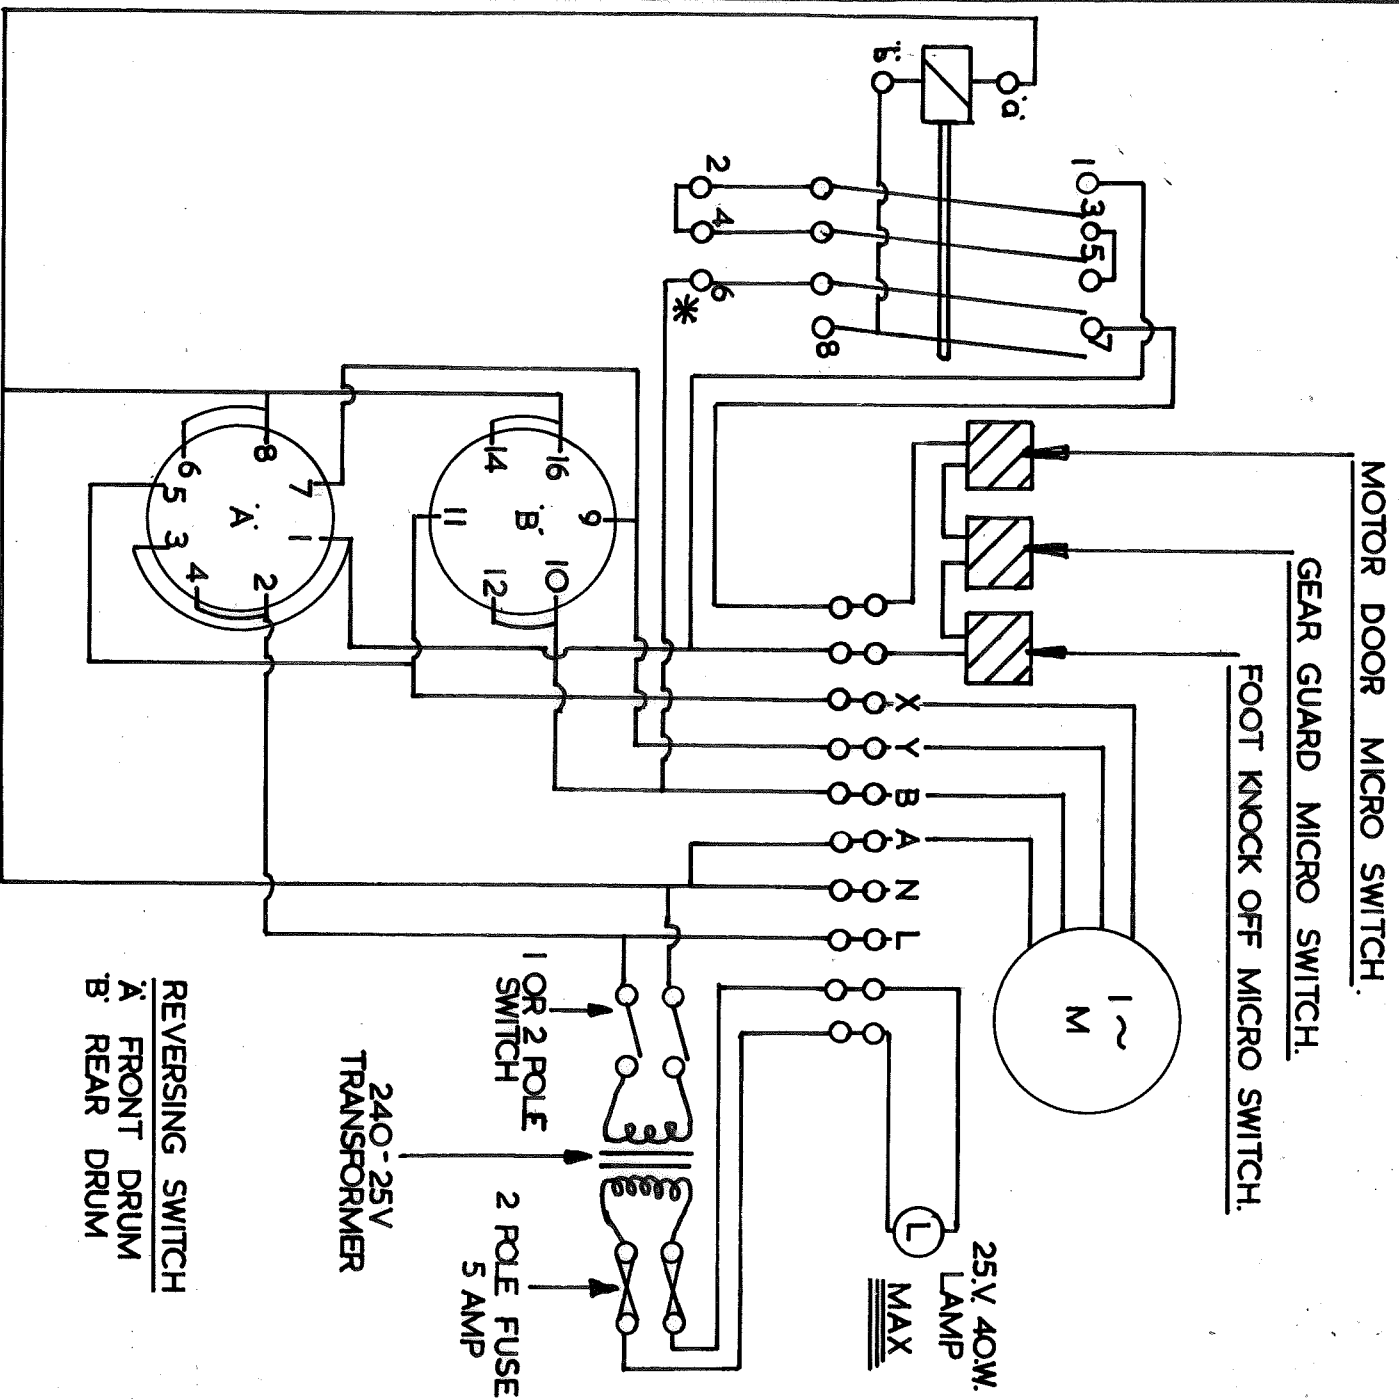 MOTOR DOOR MICRO SWITCH.
GEAR GUARD MICRO SWITCH.
FOOT KNOCK OFF MICRO SWITCH.
1 ~
M
25.V. 40.W.
LAMP
MAX
L
"a"
"b"
1
3
5
7
2
4
6
8
*
X
Y
B
A
N
L
16
14
9
"B"
11
10
12
8
6
7
5
"A"
1
3
4
2
1 OR 2 POLE
SWITCH
2 POLE FUSE
5 AMP
240-25V
TRANSFORMER
REVERSING SWITCH
"A" FRONT DRUM
"B" REAR DRUM